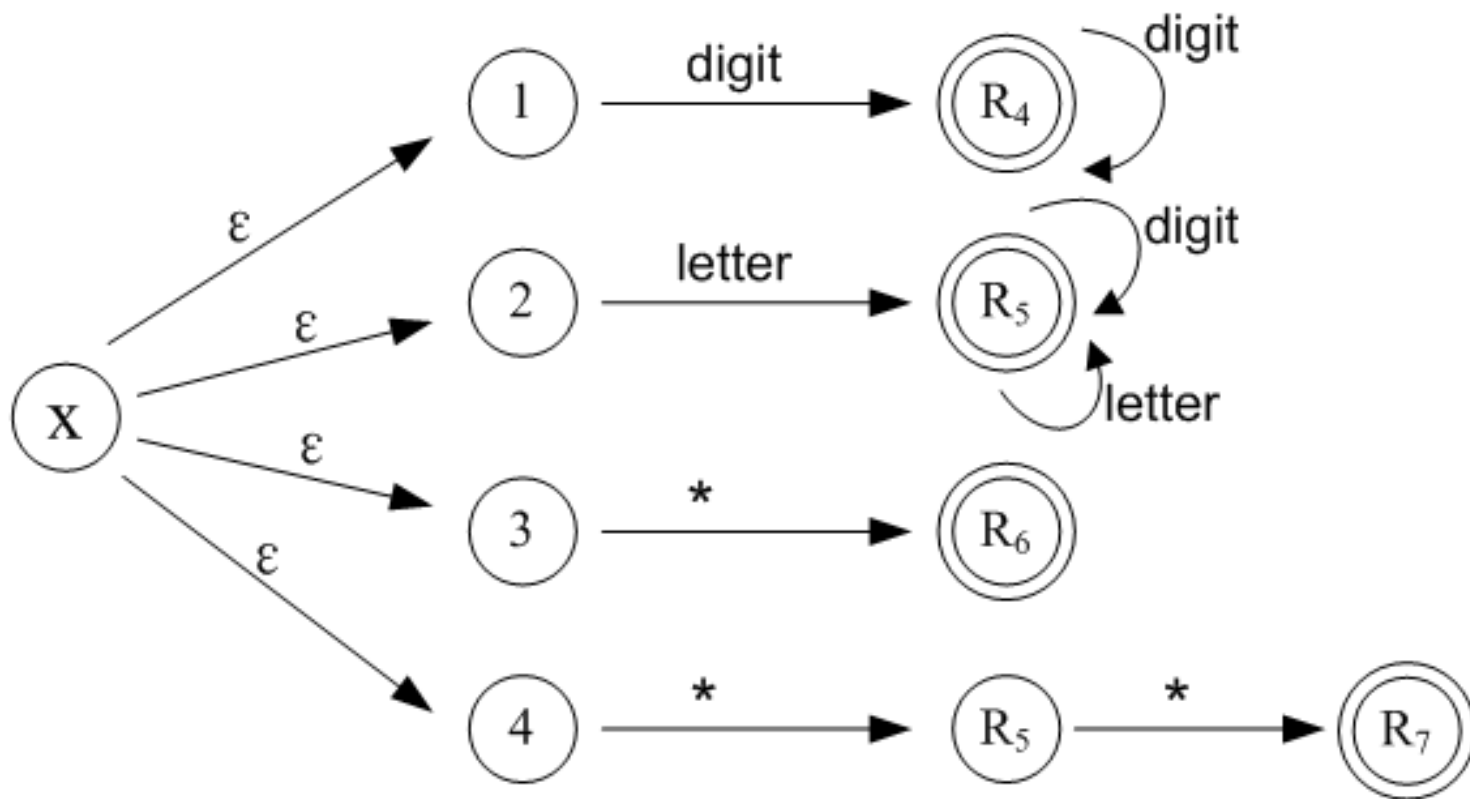 1 digit R₄ digit
ε
2 letter R₅ digit
ε
letter
X
ε
3 * R₆
ε
4 * R₅ * R₇